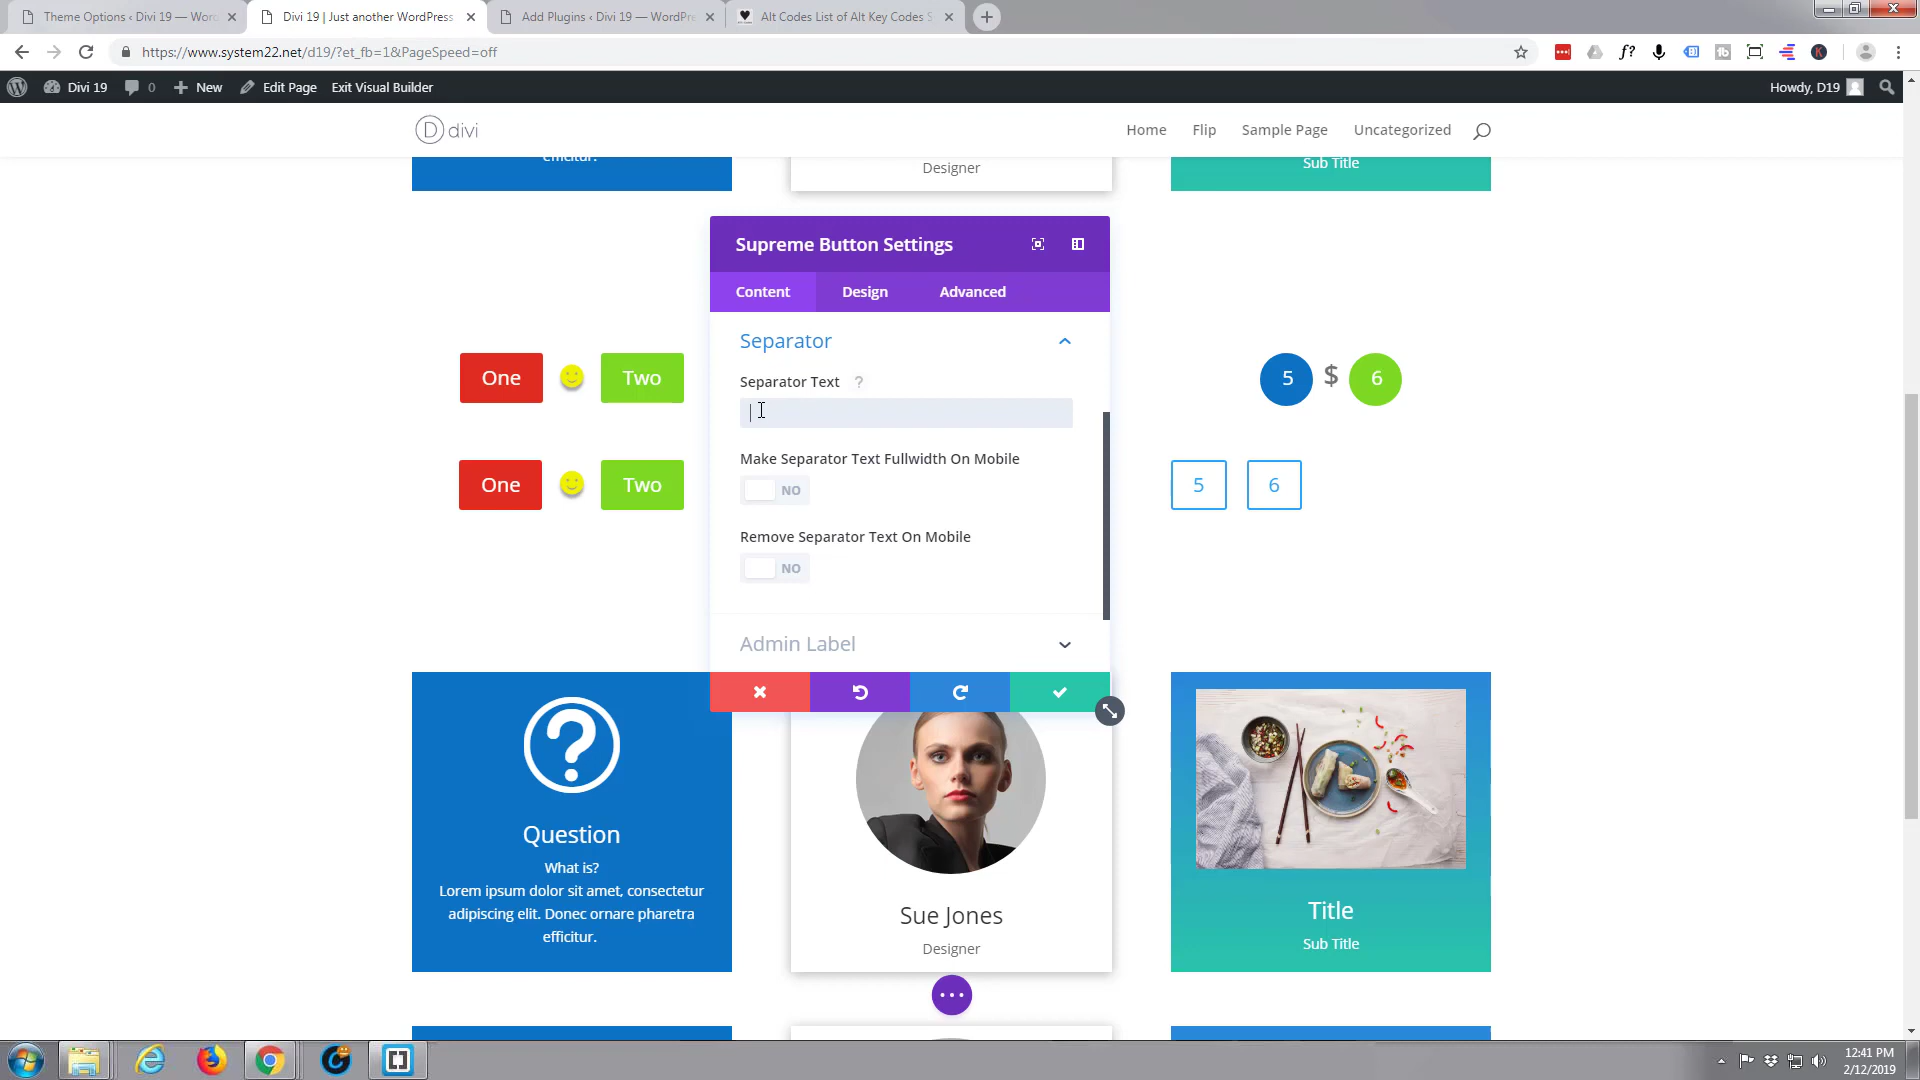 Theme Options ‹ Divi 19 — Wor
Divi 19 | Just another WordPress
Add Plugins ‹ Divi 19 — WordPre
Alt Codes List of Alt Key Codes S
https://www.system22.net/d19/?et_fb=1&PageSpeed=off
Divi 19
0
New
Edit Page
Exit Visual Builder
Howdy, D19
D divi
Home
Flip
Sample Page
Uncategorized
efficitur.
Designer
Sub Title
Supreme Button Settings
Content
Design
Advanced
Separator
Separator Text ?
Make Separator Text Fullwidth On Mobile
NO
Remove Separator Text On Mobile
NO
Admin Label
One
Two
5 $ 6
One
Two
5
6
?
Question
What is?
Lorem ipsum dolor sit amet, consectetur
adipiscing elit. Donec ornare pharetra
efficitur.
Sue Jones
Designer
Title
Sub Title
12:41 PM
2/12/2019